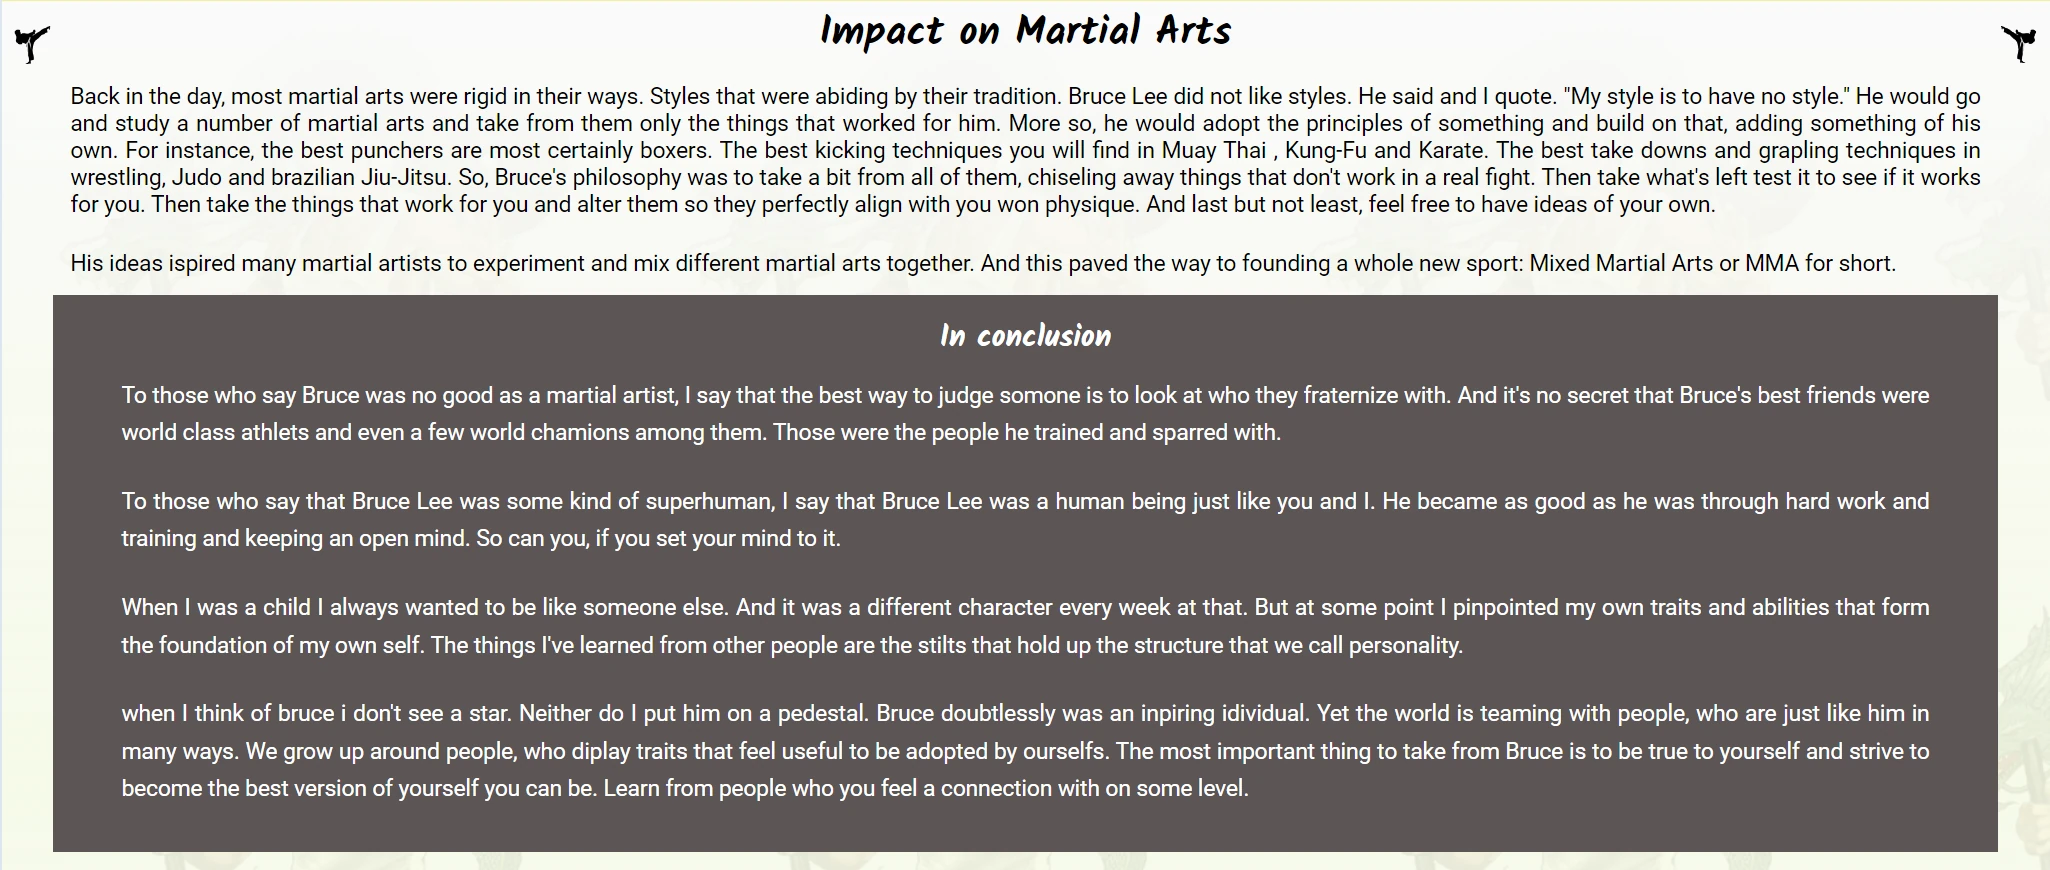 Impact on Martial Arts
Back in the day, most martial arts were rigid in their ways. Styles that were abiding by their tradition. Bruce Lee did not like styles. He said and I quote. "My style is to have no style." He would go
and study a number of martial arts and take from them only the things that worked for him. More so, he would adopt the principles of something and build on that, adding something of his
own. For instance, the best punchers are most certainly boxers. The best kicking techniques you will find in Muay Thai , Kung-Fu and Karate. The best take downs and grapling techniques in
wrestling, Judo and brazilian Jiu-Jitsu. So, Bruce's philosophy was to take a bit from all of them, chiseling away things that don't work in a real fight. Then take what's left test it to see if it works
for you. Then take the things that work for you and alter them so they perfectly align with you won physique. And last but not least, feel free to have ideas of your own.
His ideas ispired many martial artists to experiment and mix different martial arts together. And this paved the way to founding a whole new sport: Mixed Martial Arts or MMA for short.
In conclusion
To those who say Bruce was no good as a martial artist, I say that the best way to judge somone is to look at who they fraternize with. And it's no secret that Bruce's best friends were
world class athlets and even a few world chamions among them. Those were the people he trained and sparred with.
To those who say that Bruce Lee was some kind of superhuman, I say that Bruce Lee was a human being just like you and I. He became as good as he was through hard work and
training and keeping an open mind. So can you, if you set your mind to it.
When I was a child I always wanted to be like someone else. And it was a different character every week at that. But at some point I pinpointed my own traits and abilities that form
the foundation of my own self. The things I've learned from other people are the stilts that hold up the structure that we call personality.
when I think of bruce i don't see a star. Neither do I put him on a pedestal. Bruce doubtlessly was an inpiring idividual. Yet the world is teaming with people, who are just like him in
many ways. We grow up around people, who diplay traits that feel useful to be adopted by ourselfs. The most important thing to take from Bruce is to be true to yourself and strive to
become the best version of yourself you can be. Learn from people who you feel a connection with on some level.